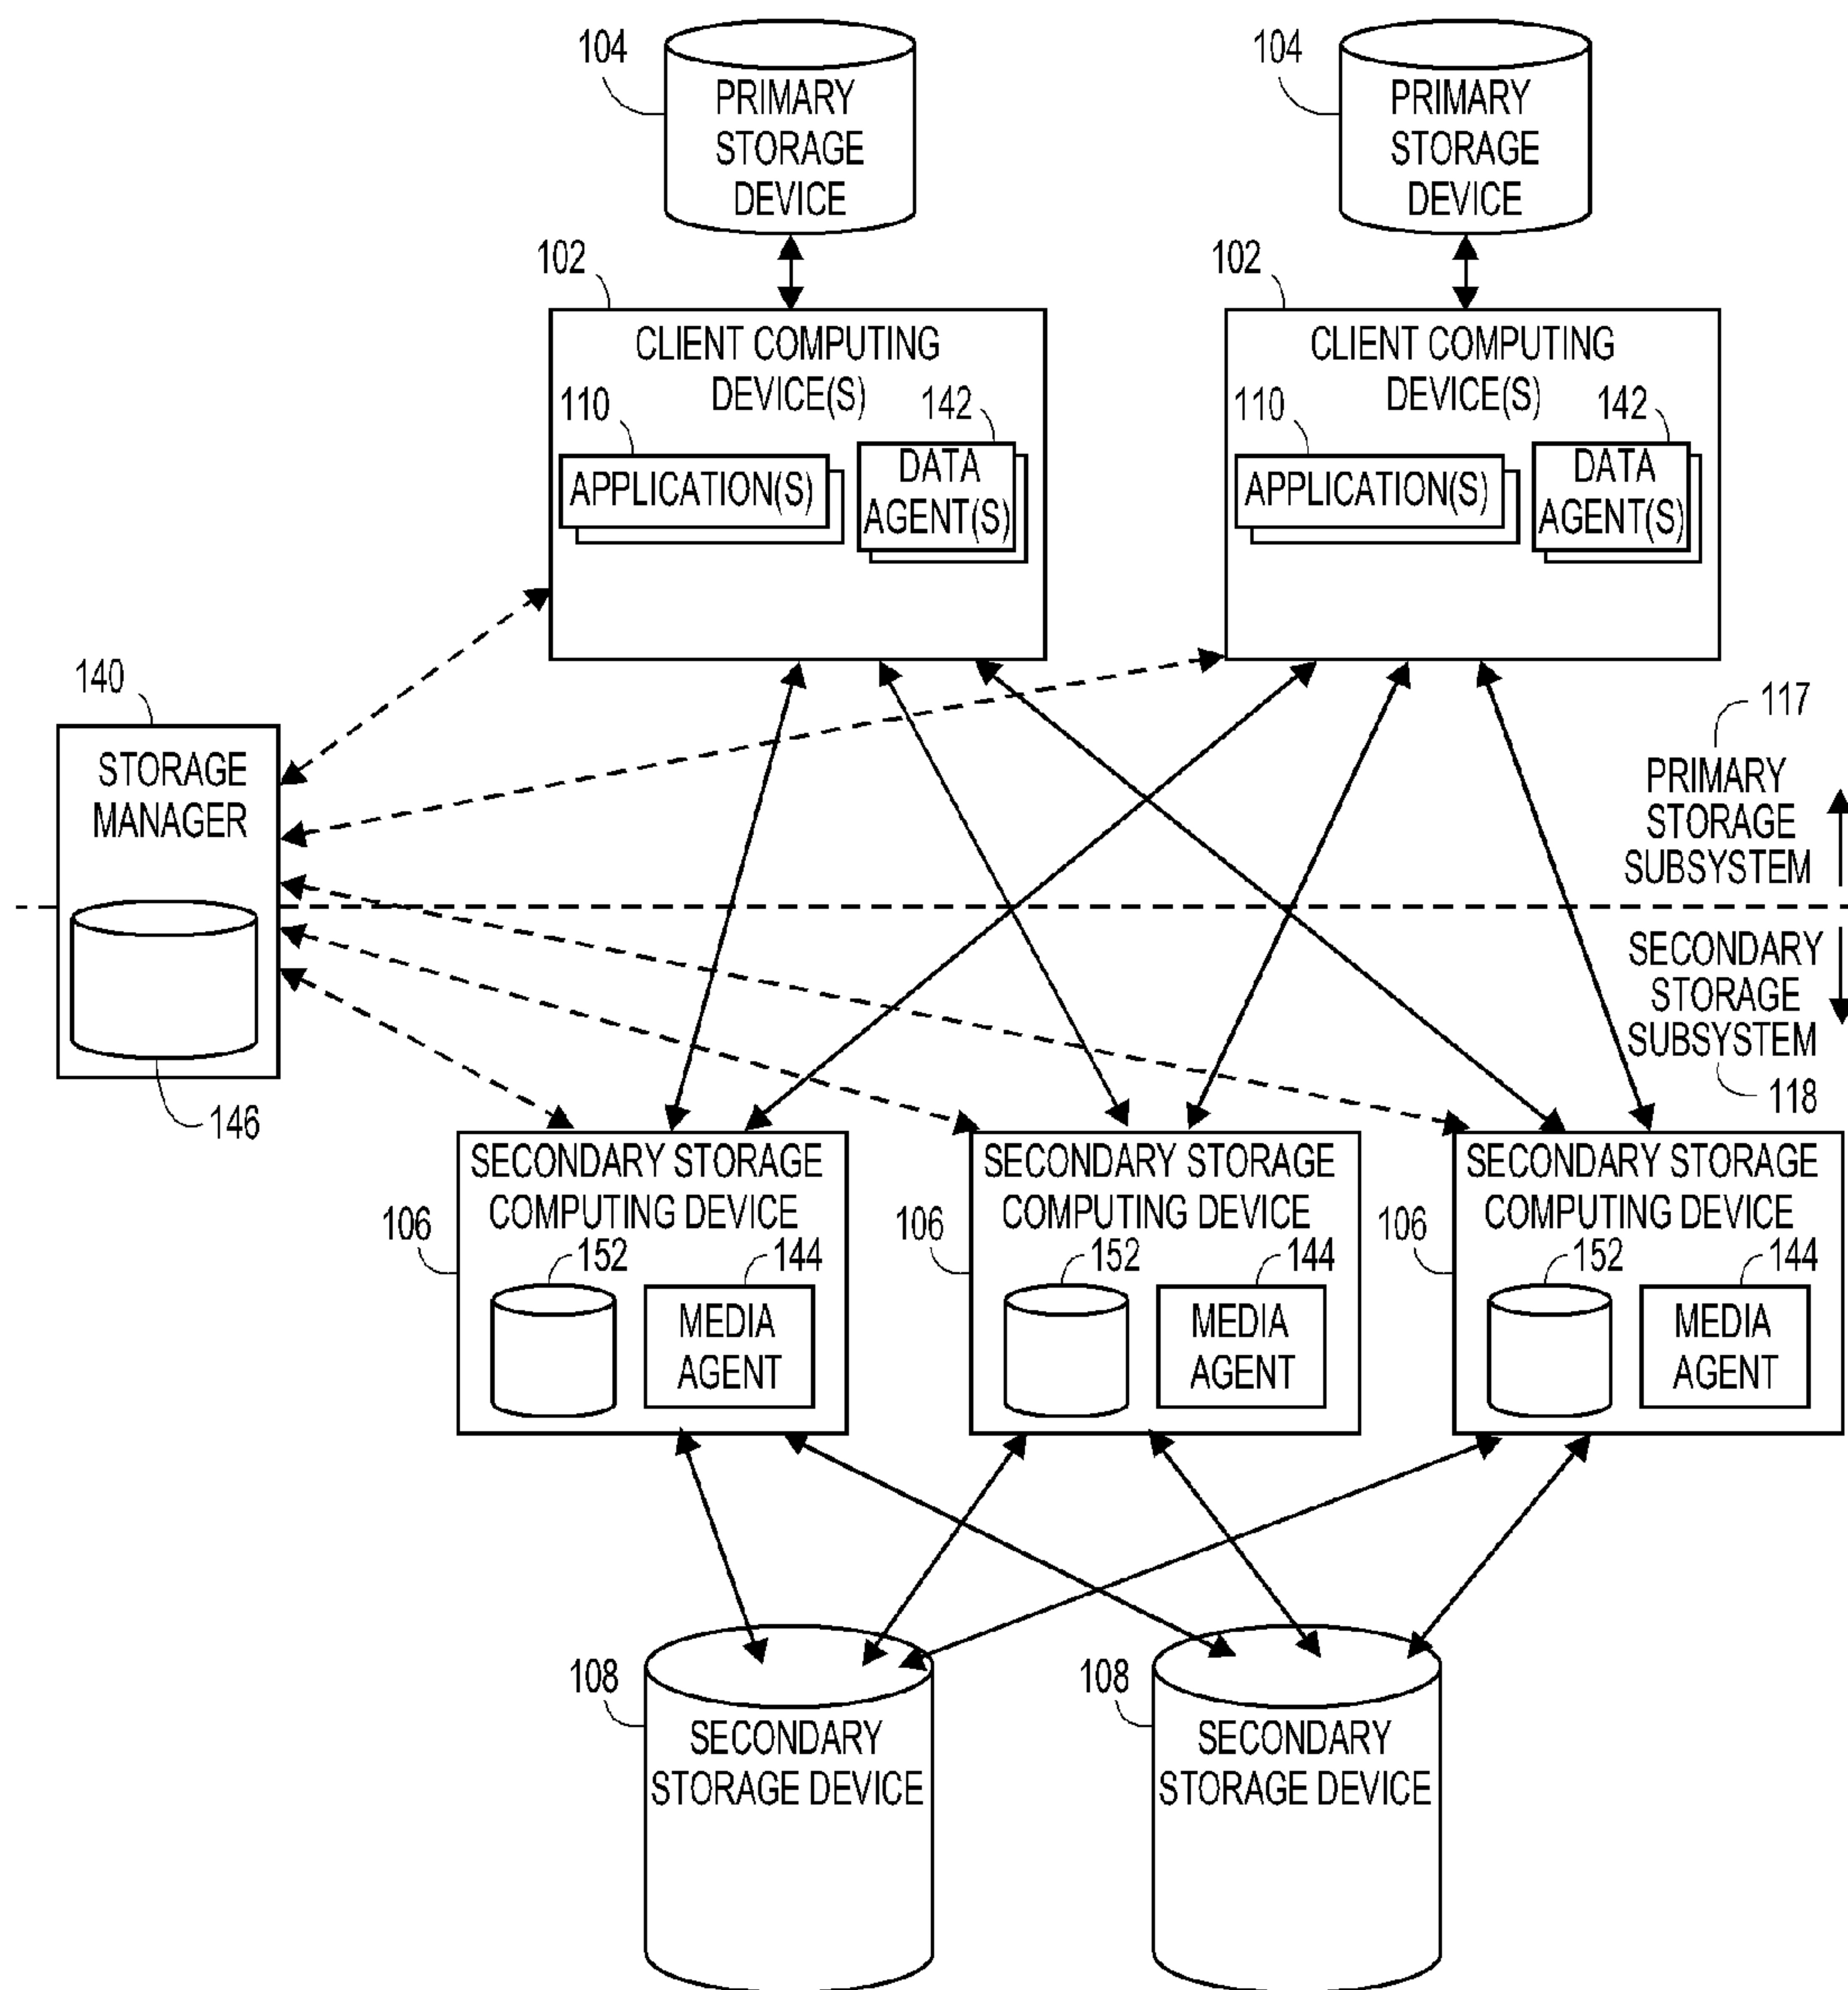 104
PRIMARY
STORAGE
DEVICE
104
PRIMARY
STORAGE
DEVICE
102
CLIENT COMPUTING
DEVICE(S)
110
142
APPLICATION(S)
DATA
AGENT(S)
102
CLIENT COMPUTING
DEVICE(S)
110
142
APPLICATION(S)
DATA
AGENT(S)
140
STORAGE
MANAGER
146
117
PRIMARY
STORAGE
SUBSYSTEM
SECONDARY
STORAGE
SUBSYSTEM
118
SECONDARY STORAGE
COMPUTING DEVICE
106
152
144
MEDIA
AGENT
SECONDARY STORAGE
COMPUTING DEVICE
106
152
144
MEDIA
AGENT
SECONDARY STORAGE
COMPUTING DEVICE
106
152
144
MEDIA
AGENT
108
SECONDARY
STORAGE DEVICE
108
SECONDARY
STORAGE DEVICE